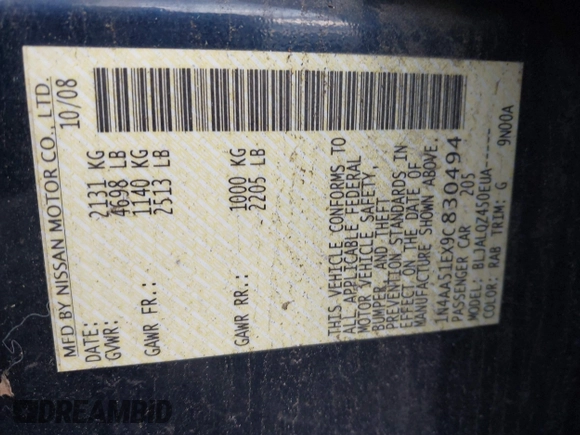 MFD BY NISSAN MOTOR CO., LTD.
DATE: 10/08
GVWR: 2131 KG
4698 LB
GAWR FR.: 1140 KG
2513 LB
GAWR RR.: 1000 KG
2205 LB
THIS VEHICLE CONFORMS TO
ALL APPLICABLE FEDERAL
MOTOR VEHICLE SAFETY,
BUMPER, AND THEFT
PREVENTION STANDARDS IN
EFFECT ON THE DATE OF
MANUFACTURE SHOWN ABOVE.
1N4AA51EX9C830494
PASSENGER CAR 205
MODEL: BLJALQZ450EUA-----
COLOR: RAB TRIM: G 9N00A
DREAMBID